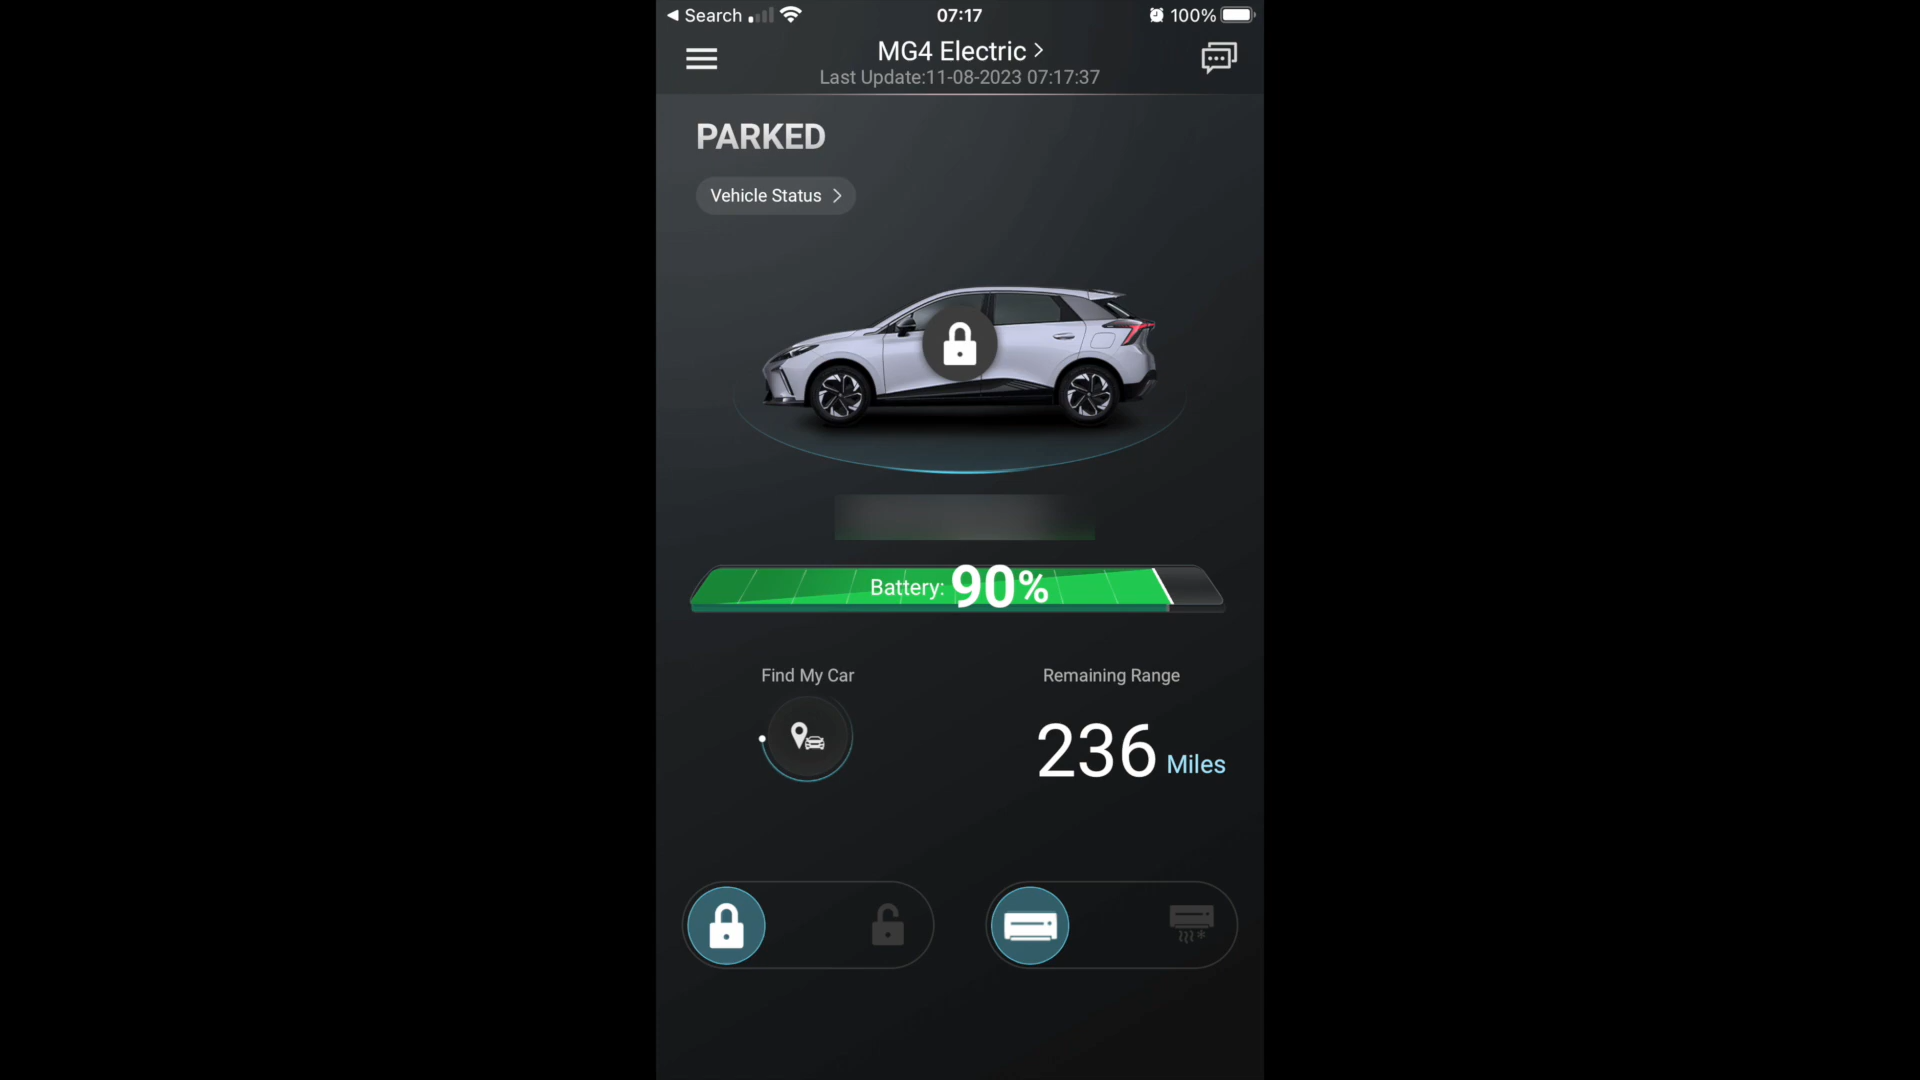 Search
07:17
100%
MG4 Electric
Last Update:11-08-2023 07:17:37
PARKED
Vehicle Status
Battery: 90%
Find My Car
Remaining Range
236 Miles